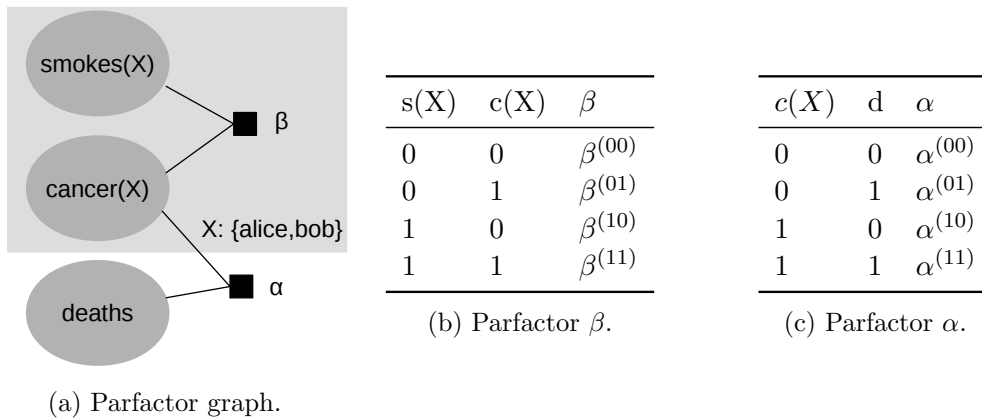 smokes(X)
β
cancer(X)
X: {alice,bob}
α
deaths
(a) Parfactor graph.
s(X) c(X) β
0 0 β^(00)
0 1 β^(01)
1 0 β^(10)
1 1 β^(11)
(b) Parfactor β.
c(X) d α
0 0 α^(00)
0 1 α^(01)
1 0 α^(10)
1 1 α^(11)
(c) Parfactor α.